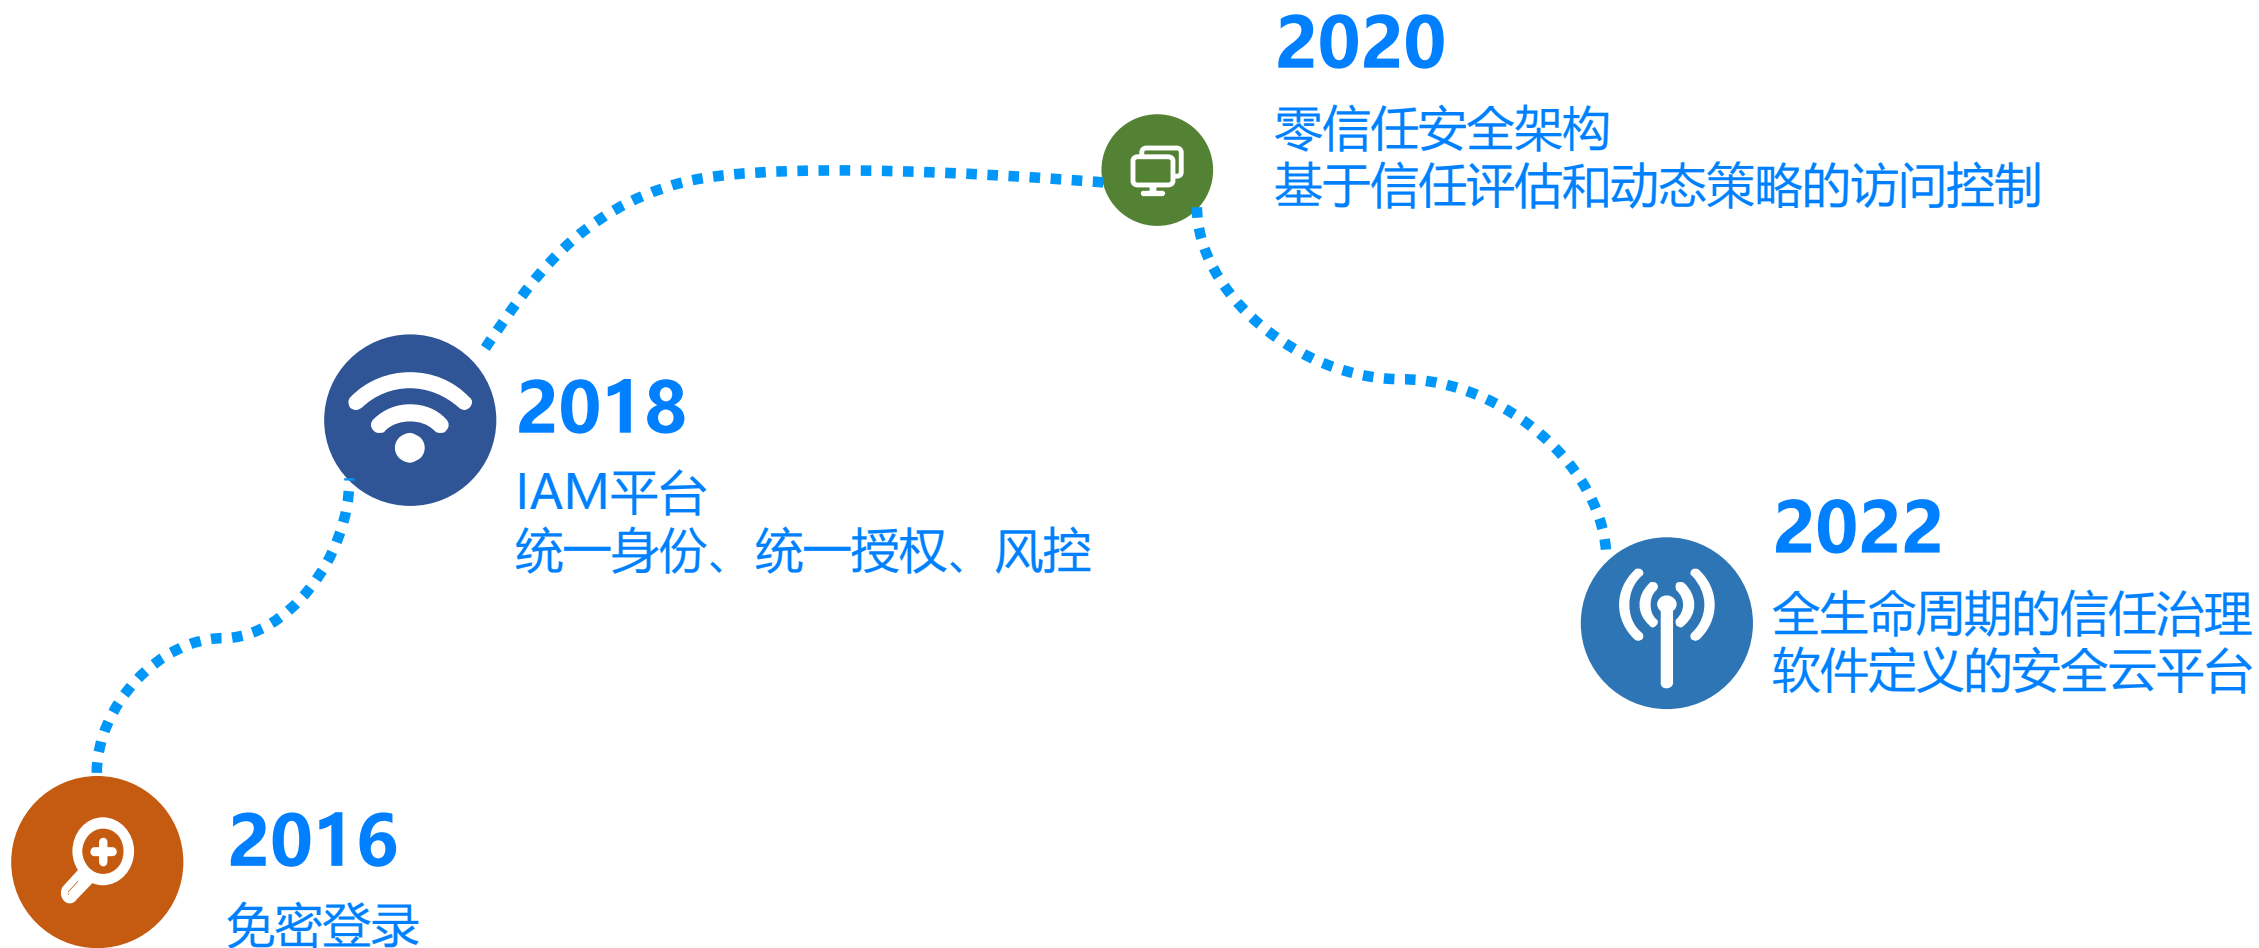 2020
零信任安全架构
基于信任评估和动态策略的访问控制
2018
IAM平台
统一身份、统一授权、风控
2022
全生命周期的信任治理
软件定义的安全云平台
2016
免密登录